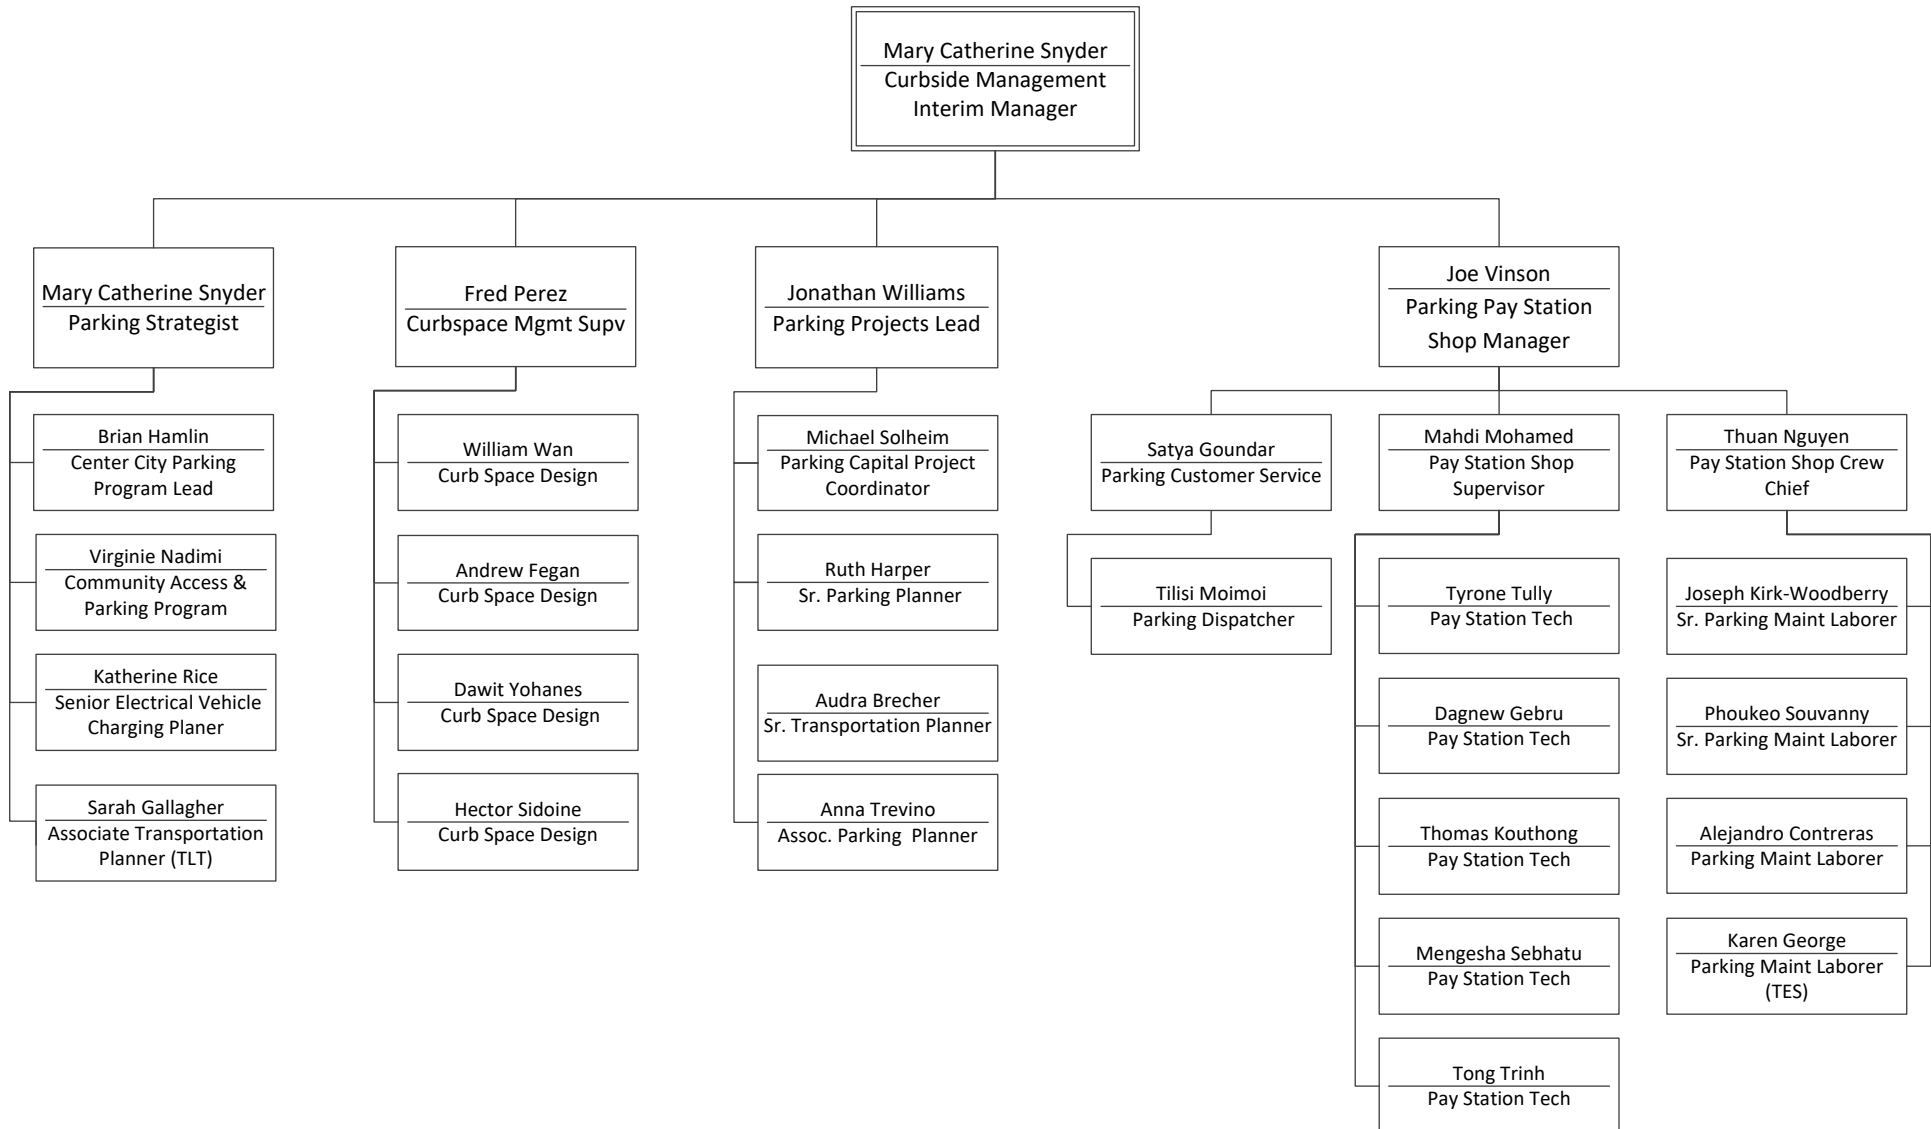 Mary Catherine Snyder
Curbside Management
Interim Manager
Mary Catherine Snyder
Parking Strategist
Fred Perez
Curbspace Mgmt Supv
Jonathan Williams
Parking Projects Lead
Joe Vinson
Parking Pay Station
Shop Manager
Brian Hamlin
Center City Parking
Program Lead
Virginie Nadimi
Community Access &
Parking Program
Katherine Rice
Senior Electrical Vehicle
Charging Planer
Sarah Gallagher
Associate Transportation
Planner (TLT)
William Wan
Curb Space Design
Andrew Fegan
Curb Space Design
Dawit Yohanes
Curb Space Design
Hector Sidoine
Curb Space Design
Michael Solheim
Parking Capital Project
Coordinator
Ruth Harper
Sr. Parking Planner
Audra Brecher
Sr. Transportation Planner
Anna Trevino
Assoc. Parking  Planner
Satya Goundar
Parking Customer Service
Tilisi Moimoi
Parking Dispatcher
Mahdi Mohamed
Pay Station Shop
Supervisor
Tyrone Tully
Pay Station Tech
Dagnew Gebru
Pay Station Tech
Thomas Kouthong
Pay Station Tech
Mengesha Sebhatu
Pay Station Tech
Tong Trinh
Pay Station Tech
Thuan Nguyen
Pay Station Shop Crew
Chief
Joseph Kirk-Woodberry
Sr. Parking Maint Laborer
Phoukeo Souvanny
Sr. Parking Maint Laborer
Alejandro Contreras
Parking Maint Laborer
Karen George
Parking Maint Laborer
(TES)